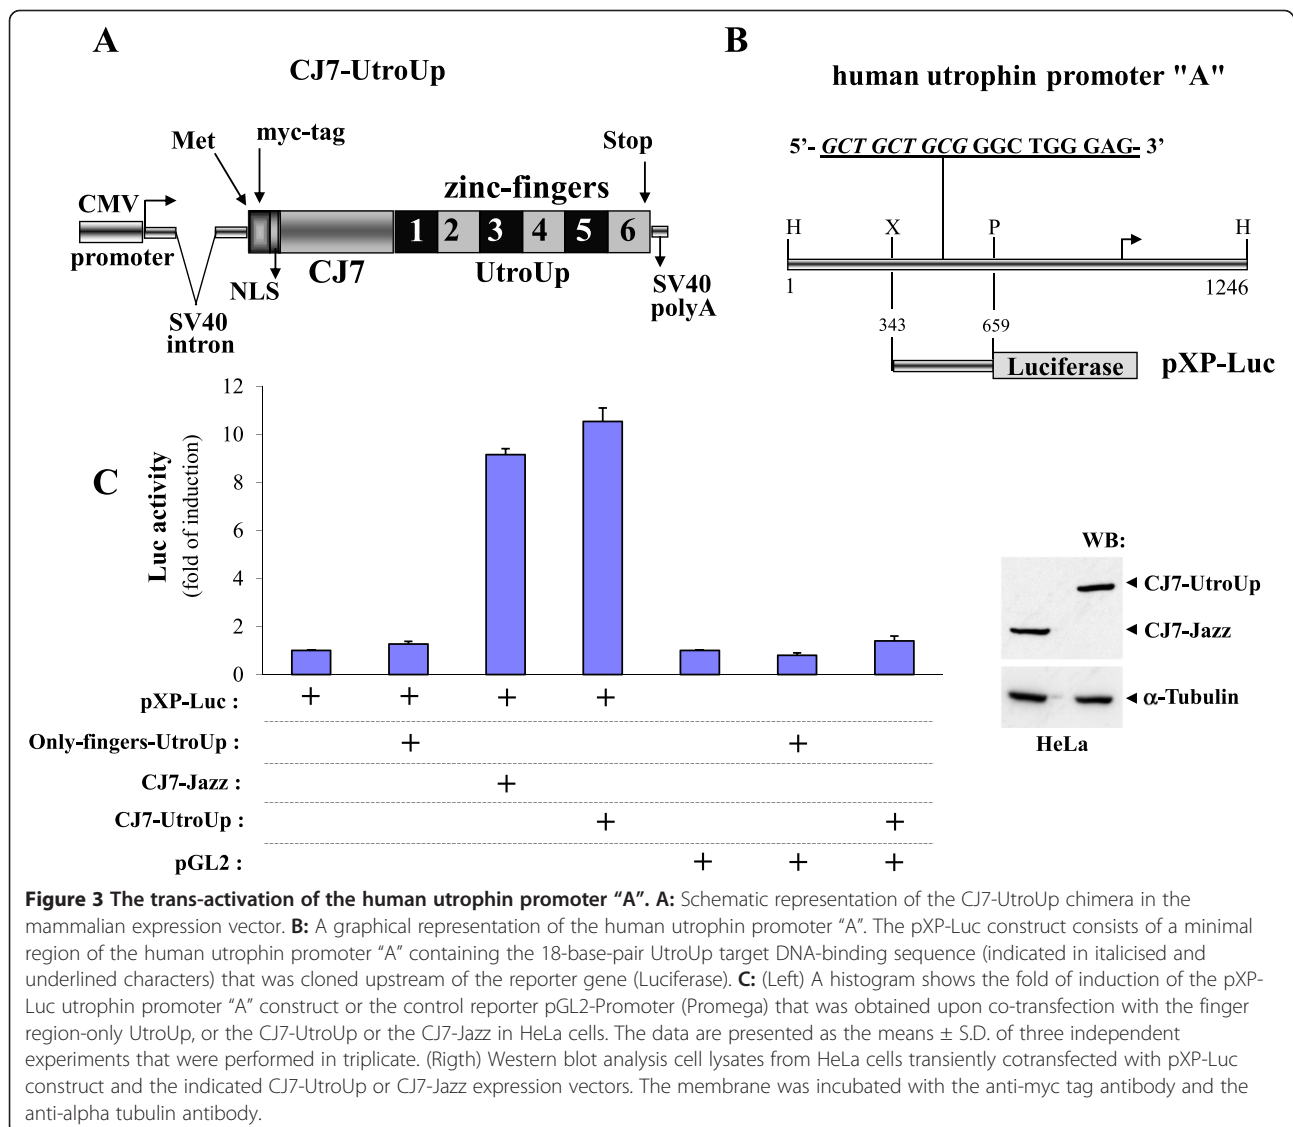 A
CJ7-UtroUp
Met
myc-tag
Stop
zinc-fingers
CMV
promoter
1 2 3 4 5 6
NLS
CJ7
UtroUp
SV40
intron
SV40
polyA
B
human utrophin promoter "A"
5’- GCT GCT GCG GGC TGG GAG- 3’
H X P H
1 1246
343 659
Luciferase
pXP-Luc
C
Luc activity
(fold of induction)
12
10
8
6
4
2
0
pXP-Luc : + + + +
Only-fingers-UtroUp : + +
CJ7-Jazz : +
CJ7-UtroUp : + +
pGL2 : + + +
WB:
CJ7-UtroUp
CJ7-Jazz
α-Tubulin
HeLa
Figure 3 The trans-activation of the human utrophin promoter “A”. A: Schematic representation of the CJ7-UtroUp chimera in the
mammalian expression vector. B: A graphical representation of the human utrophin promoter “A”. The pXP-Luc construct consists of a minimal
region of the human utrophin promoter “A” containing the 18-base-pair UtroUp target DNA-binding sequence (indicated in italicised and
underlined characters) that was cloned upstream of the reporter gene (Luciferase). C: (Left) A histogram shows the fold of induction of the pXP-
Luc utrophin promoter “A” construct or the control reporter pGL2-Promoter (Promega) that was obtained upon co-transfection with the finger
region-only UtroUp, or the CJ7-UtroUp or the CJ7-Jazz in HeLa cells. The data are presented as the means ± S.D. of three independent
experiments that were performed in triplicate. (Rigth) Western blot analysis cell lysates from HeLa cells transiently cotransfected with pXP-Luc
construct and the indicated CJ7-UtroUp or CJ7-Jazz expression vectors. The membrane was incubated with the anti-myc tag antibody and the
anti-alpha tubulin antibody.